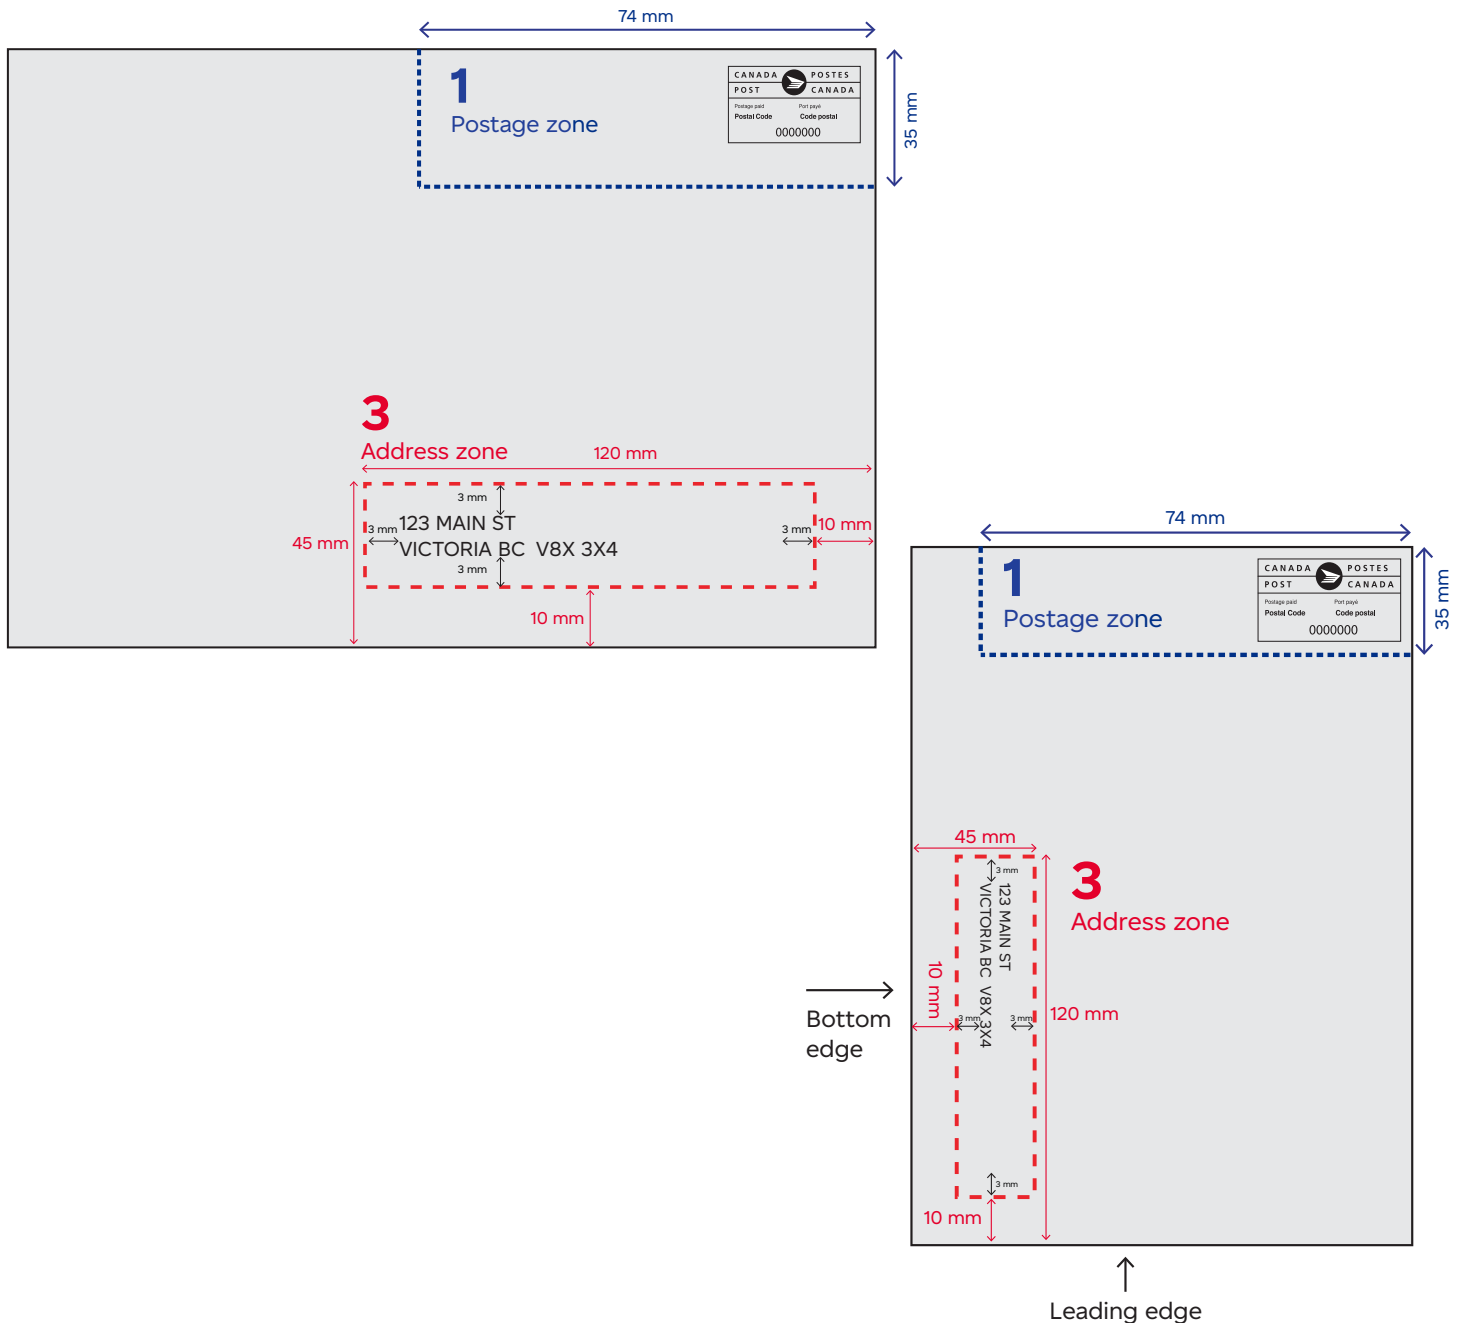 74 mm
1
Postage zone
CANADA POSTES
POST CANADA
Postage paid Port payé
Postal Code Code postal
0000000
35 mm
3
Address zone
120 mm
3 mm
123 MAIN ST
3 mm
3 mm
10 mm
45 mm
VICTORIA BC  V8X 3X4
3 mm
10 mm
74 mm
1
Postage zone
CANADA POSTES
POST CANADA
Postage paid Port payé
Postal Code Code postal
0000000
35 mm
45 mm
3 mm
123 MAIN ST
VICTORIA BC  V8X 3X4
3
Address zone
10 mm
3 mm
3 mm
120 mm
Bottom
edge
3 mm
10 mm
Leading edge